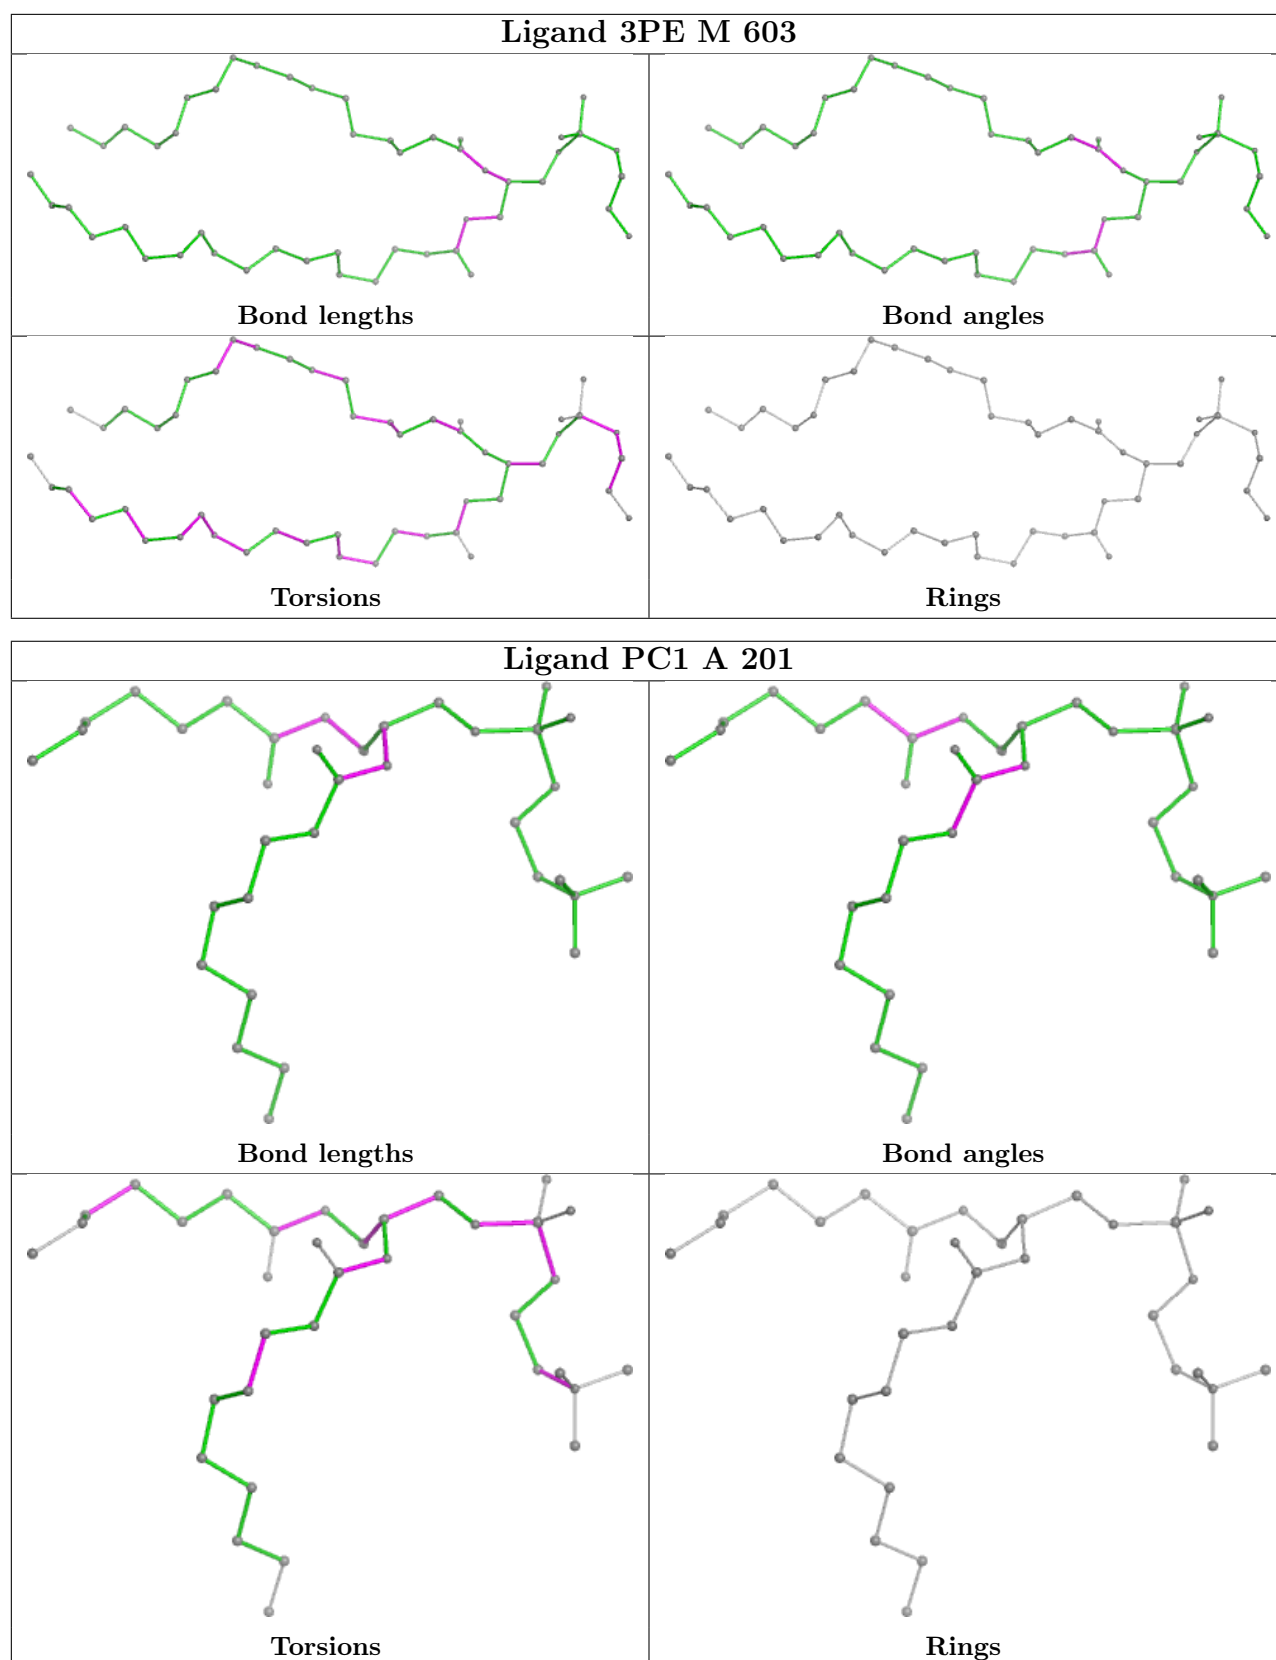 Ligand 3PE M 603
Bond lengths
Bond angles
Torsions
Rings
Ligand PC1 A 201
Bond lengths
Bond angles
Torsions
Rings